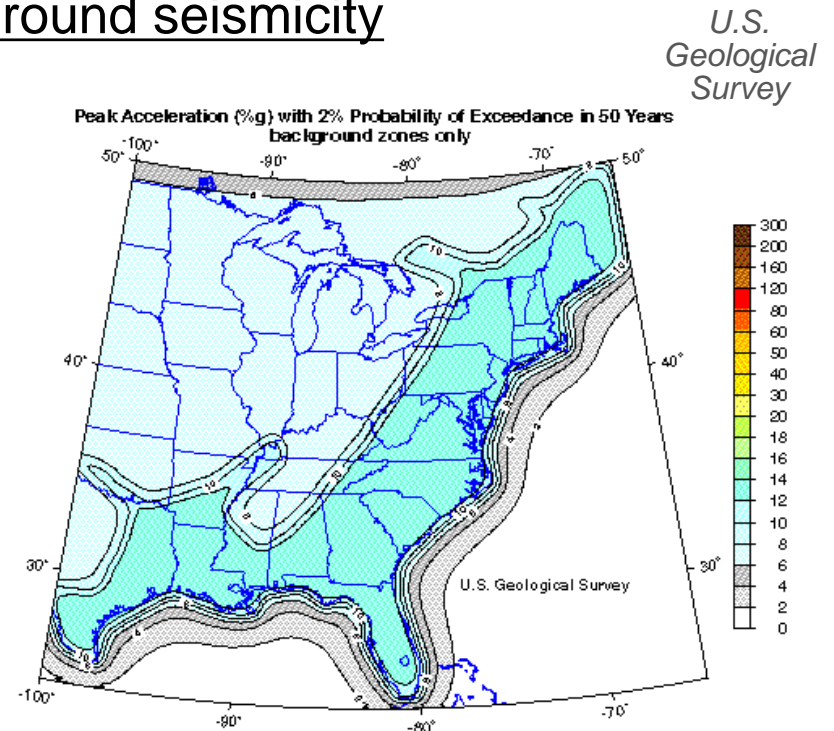 round seismicity
U.S.
Geological
Survey
Peak Acceleration (%g) with 2% Probability of Exceedance in 50 Years
background zones only
50° -100° -90° -80° -70° 50°
40° 40°
30° 30°
U.S. Geological Survey
-100° -90° -80° -70°
300
200
160
120
80
60
50
40
30
20
18
16
14
12
10
8
6
4
2
0